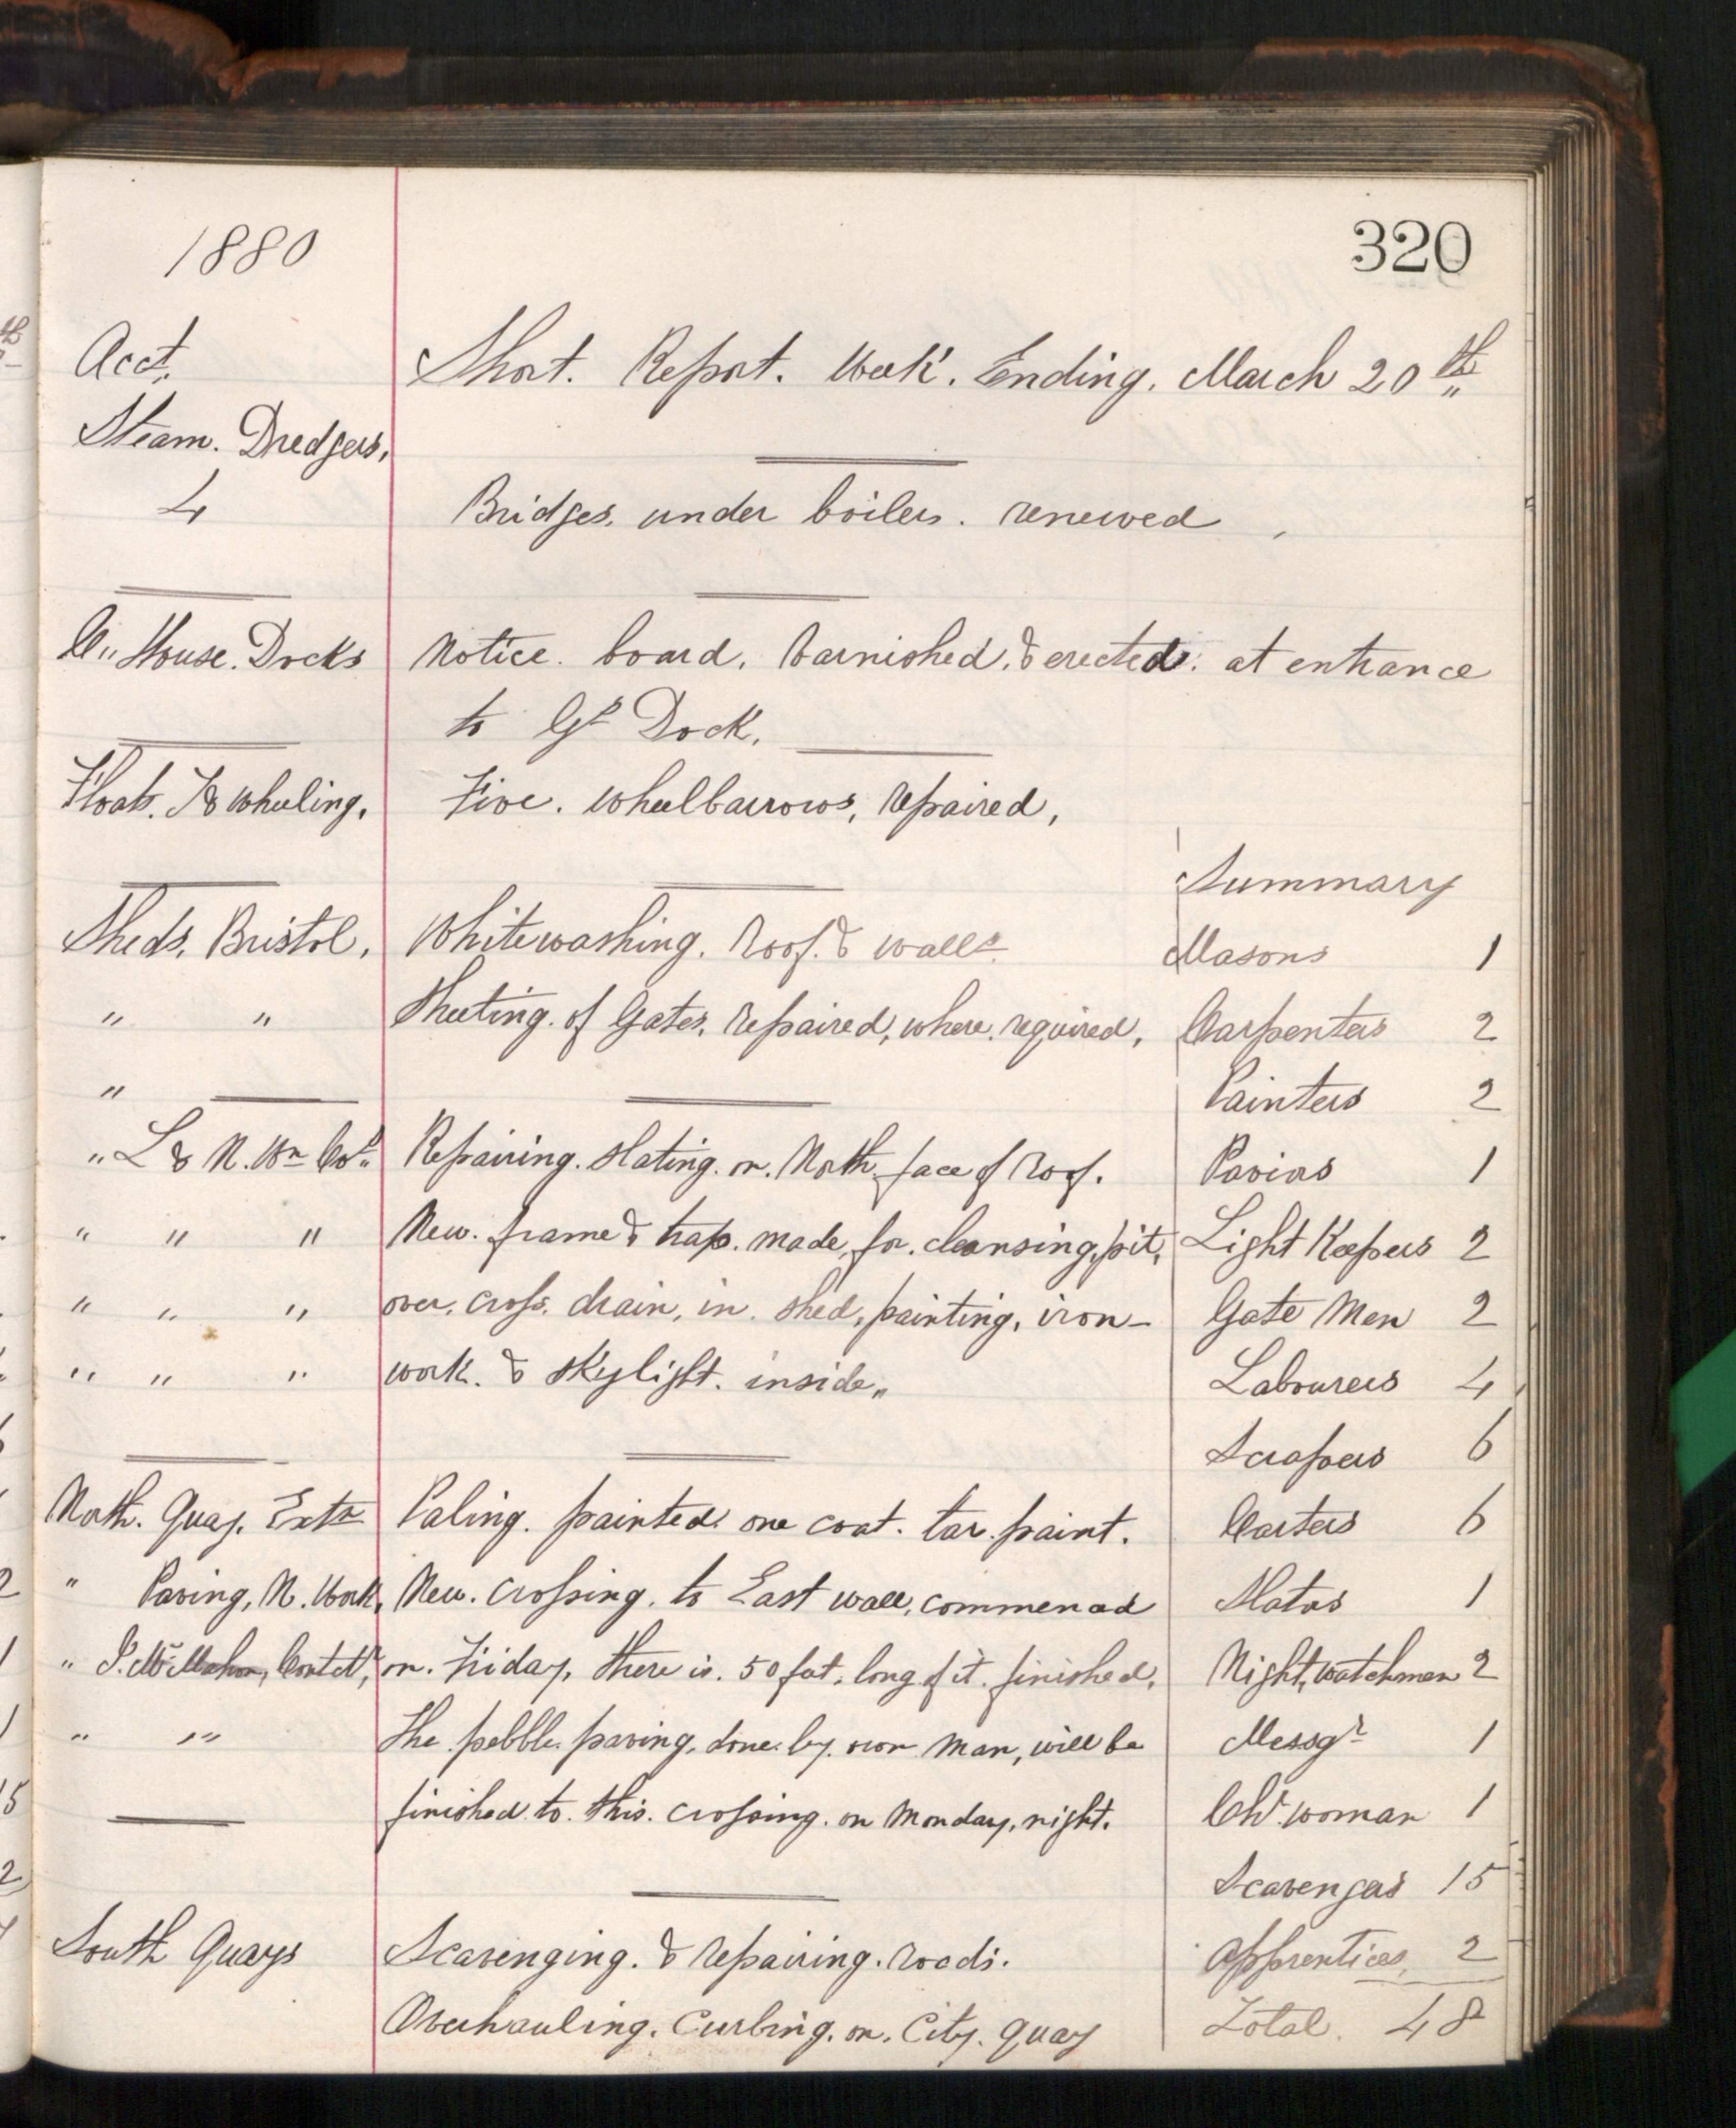 1880
320
Acct.
Short. Report. Week. Ending. March 20th
Steam. Dredgers,
4
Bridges, under boilers. renewed,
C.. House. Docks
Notice. board, Varnished, & erected. at entrance
to Gs Dock.
Floats. Fo wheeling.
Five. wheelbarrows, repaired,
Summary
Sheds. Bristol.
Whitewashing. Roof. & walls.
Masons 1
" "
Sheeting. of Gates. repaired, where. required,
Carpenters 2
"
Painters 2
" L & N. Wn Co..
Repairing. slating. on. North face of Roof.
Paviors 1
" " "
New. frame & trap. made, for. cleansing, pit,
Light Keepers 2
" " "
over. cross. drain, in. shed, painting, iron-
Gate Men 2
" " "
work. & skylight. inside..
Labourers 4
Scrapers 6
North. Quay. Extn
Paling. painted one coat. tar. paint.
Carters 6
" Paving, N. Wall,
New. crossing. to East wall, commenced
Slators 1
" P. McMahon, Contctr,
on. Friday, there is. 50 feet. long of it. finished,
Night, watchmen 2
" "
The pebble. paving, done. by. our man, will be
Messgr 1
finished. to. this. crossing. on Monday, night.
Ch. woman 1
Scavengers 15
South Quays
Scavenging. & repairing. roads.
Apprentices, 2
Overhauling. Curbing. on. City. Quay
Total. 48